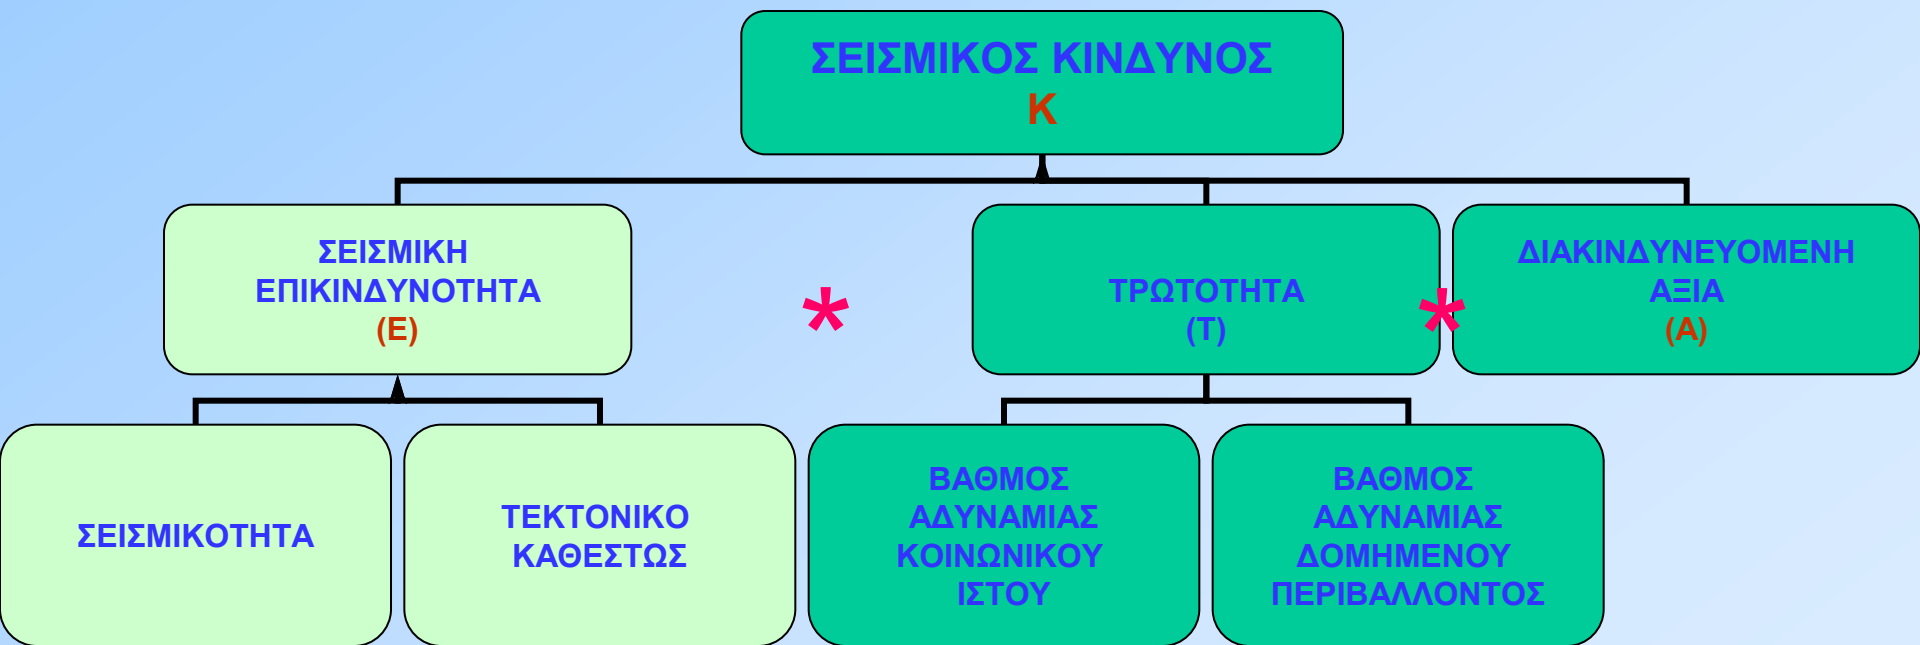 ΣΕΙΣΜΙΚΟΣ ΚΙΝΔΥΝΟΣ
Κ
ΣΕΙΣΜΙΚΗ
ΕΠΙΚΙΝΔΥΝΟΤΗΤΑ
(Ε)
*
ΤΡΩΤΟΤΗΤΑ
(Τ)
*
ΔΙΑΚΙΝΔΥΝΕΥΟΜΕΝΗ
ΑΞΙΑ
(Α)
ΣΕΙΣΜΙΚΟΤΗΤΑ
ΤΕΚΤΟΝΙΚΟ
ΚΑΘΕΣΤΩΣ
ΒΑΘΜΟΣ
ΑΔΥΝΑΜΙΑΣ
ΚΟΙΝΩΝΙΚΟΥ
ΙΣΤΟΥ
ΒΑΘΜΟΣ
ΑΔΥΝΑΜΙΑΣ
ΔΟΜΗΜΕΝΟΥ
ΠΕΡΙΒΑΛΛΟΝΤΟΣ